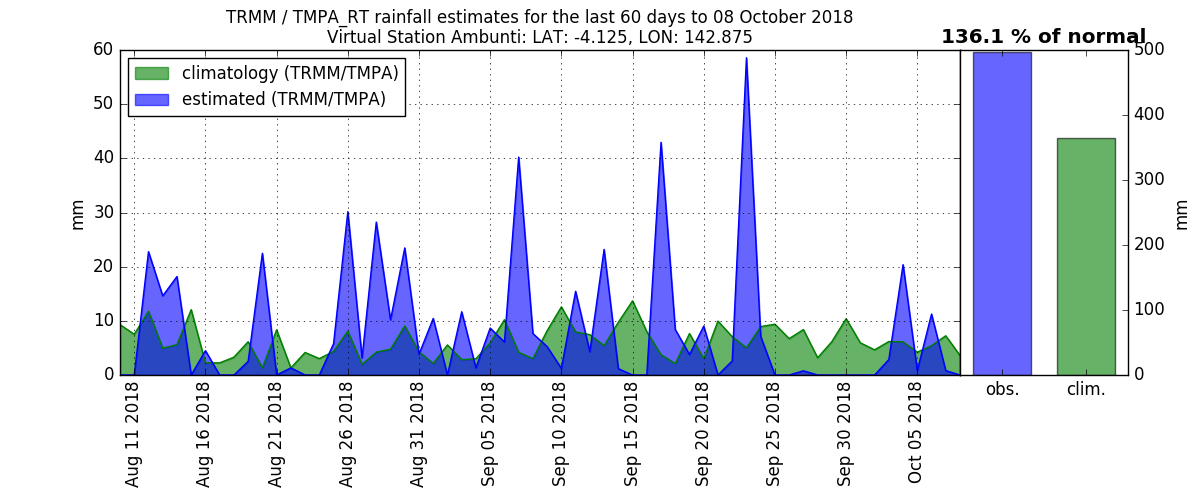 TRMM / TMPA_RT rainfall estimates for the last 60 days to 08 October 2018
Virtual Station Ambunti: LAT: -4.125, LON: 142.875
136.1 % of normal
climatology (TRMM/TMPA)
estimated (TRMM/TMPA)
60
50
40
30
20
10
0
mm
500
400
300
200
100
0
mm
Aug 11 2018
Aug 16 2018
Aug 21 2018
Aug 26 2018
Aug 31 2018
Sep 05 2018
Sep 10 2018
Sep 15 2018
Sep 20 2018
Sep 25 2018
Sep 30 2018
Oct 05 2018
obs.
clim.